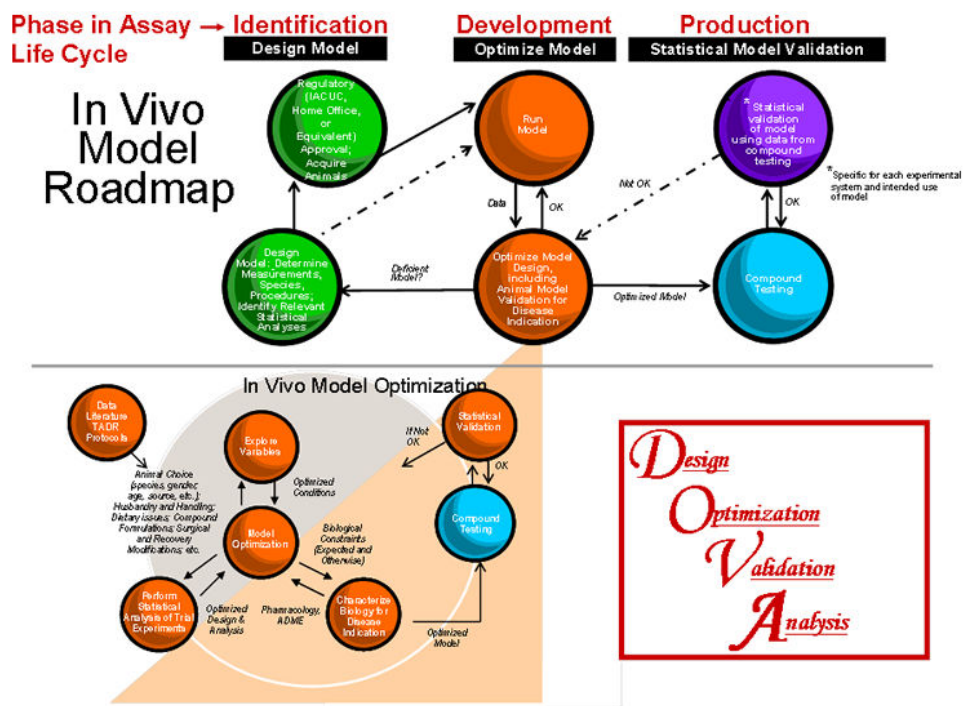 Phase in Assay → Identification
Development
Production
Life Cycle
Design Model
Optimize Model
Statistical Model Validation
In Vivo
Model
Roadmap
Regulatory
(IACUC,
Home Office,
or
Equivalent)
Approval;
Acquire
Animals
Run
Model
* Statistical
validation
of model
using data from
compound
testing
*Specific for each experimental
system and intended use
of model
Not OK
Data
OK
OK
Design
Model: Determine
Measurements,
Species,
Procedures;
Identify Relevant
Statistical
Analyses
Deficient
Model?
Optimize Model
Design,
Including
Animal Model
Validation for
Disease
Indication
Optimized Model
Compound
Testing
In Vivo Model Optimization
Data
Literature
TADR
Protocols
Explore
Variables
Statistical
Validation
If Not
OK
OK
Animal Choice
(species, gender,
age, source, etc.);
Husbandry and Handling;
Dietary issues; Compound
Formulations; Surgical
and Recovery
Modifications; etc.
Optimized
Conditions
Model
Optimization
Biological
Constraints
(Expected and
Otherwise)
Compound
Testing
Perform
Statistical
Analysis of Trial
Experiments
Optimized
Design &
Analysis
Pharmacology,
ADME
Characterize
Biology for
Disease
Indication
Optimized
Model
Design
Optimization
Validation
Analysis